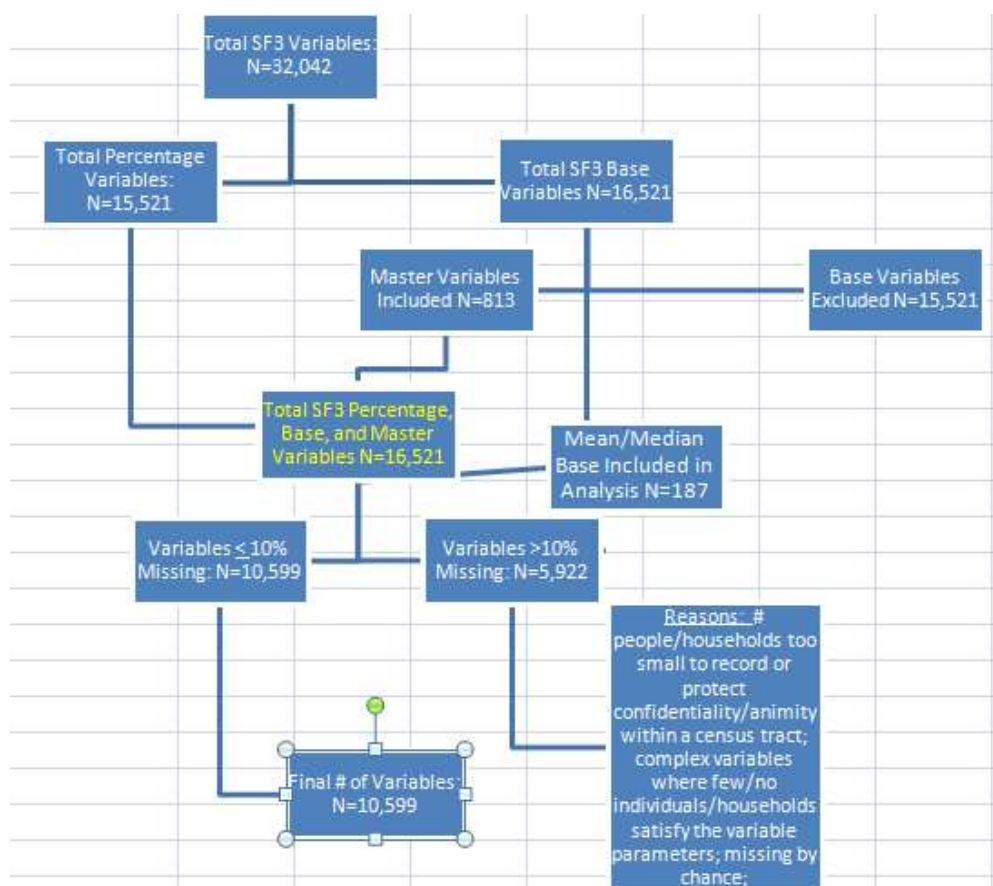 Total SF3 Variables:
N=32,042
Total Percentage
Variables:
N=15,521
Total SF3 Base
Variables N=16,521
Master Variables
Included N=813
Base Variables
Excluded N=15,521
Total SF3 Percentage,
Base, and Master
Variables N=16,521
Mean/Median
Base Included in
Analysis N=187
Variables <10%
Missing: N=10,599
Variables >10%
Missing: N=5,922
Reasons: #
people/households too
small to record or
protect
confidentiality/animity
within a census tract;
complex variables
where few/no
individuals/households
satisfy the variable
parameters; missing by
chance;
Final # of Variables:
N=10,599